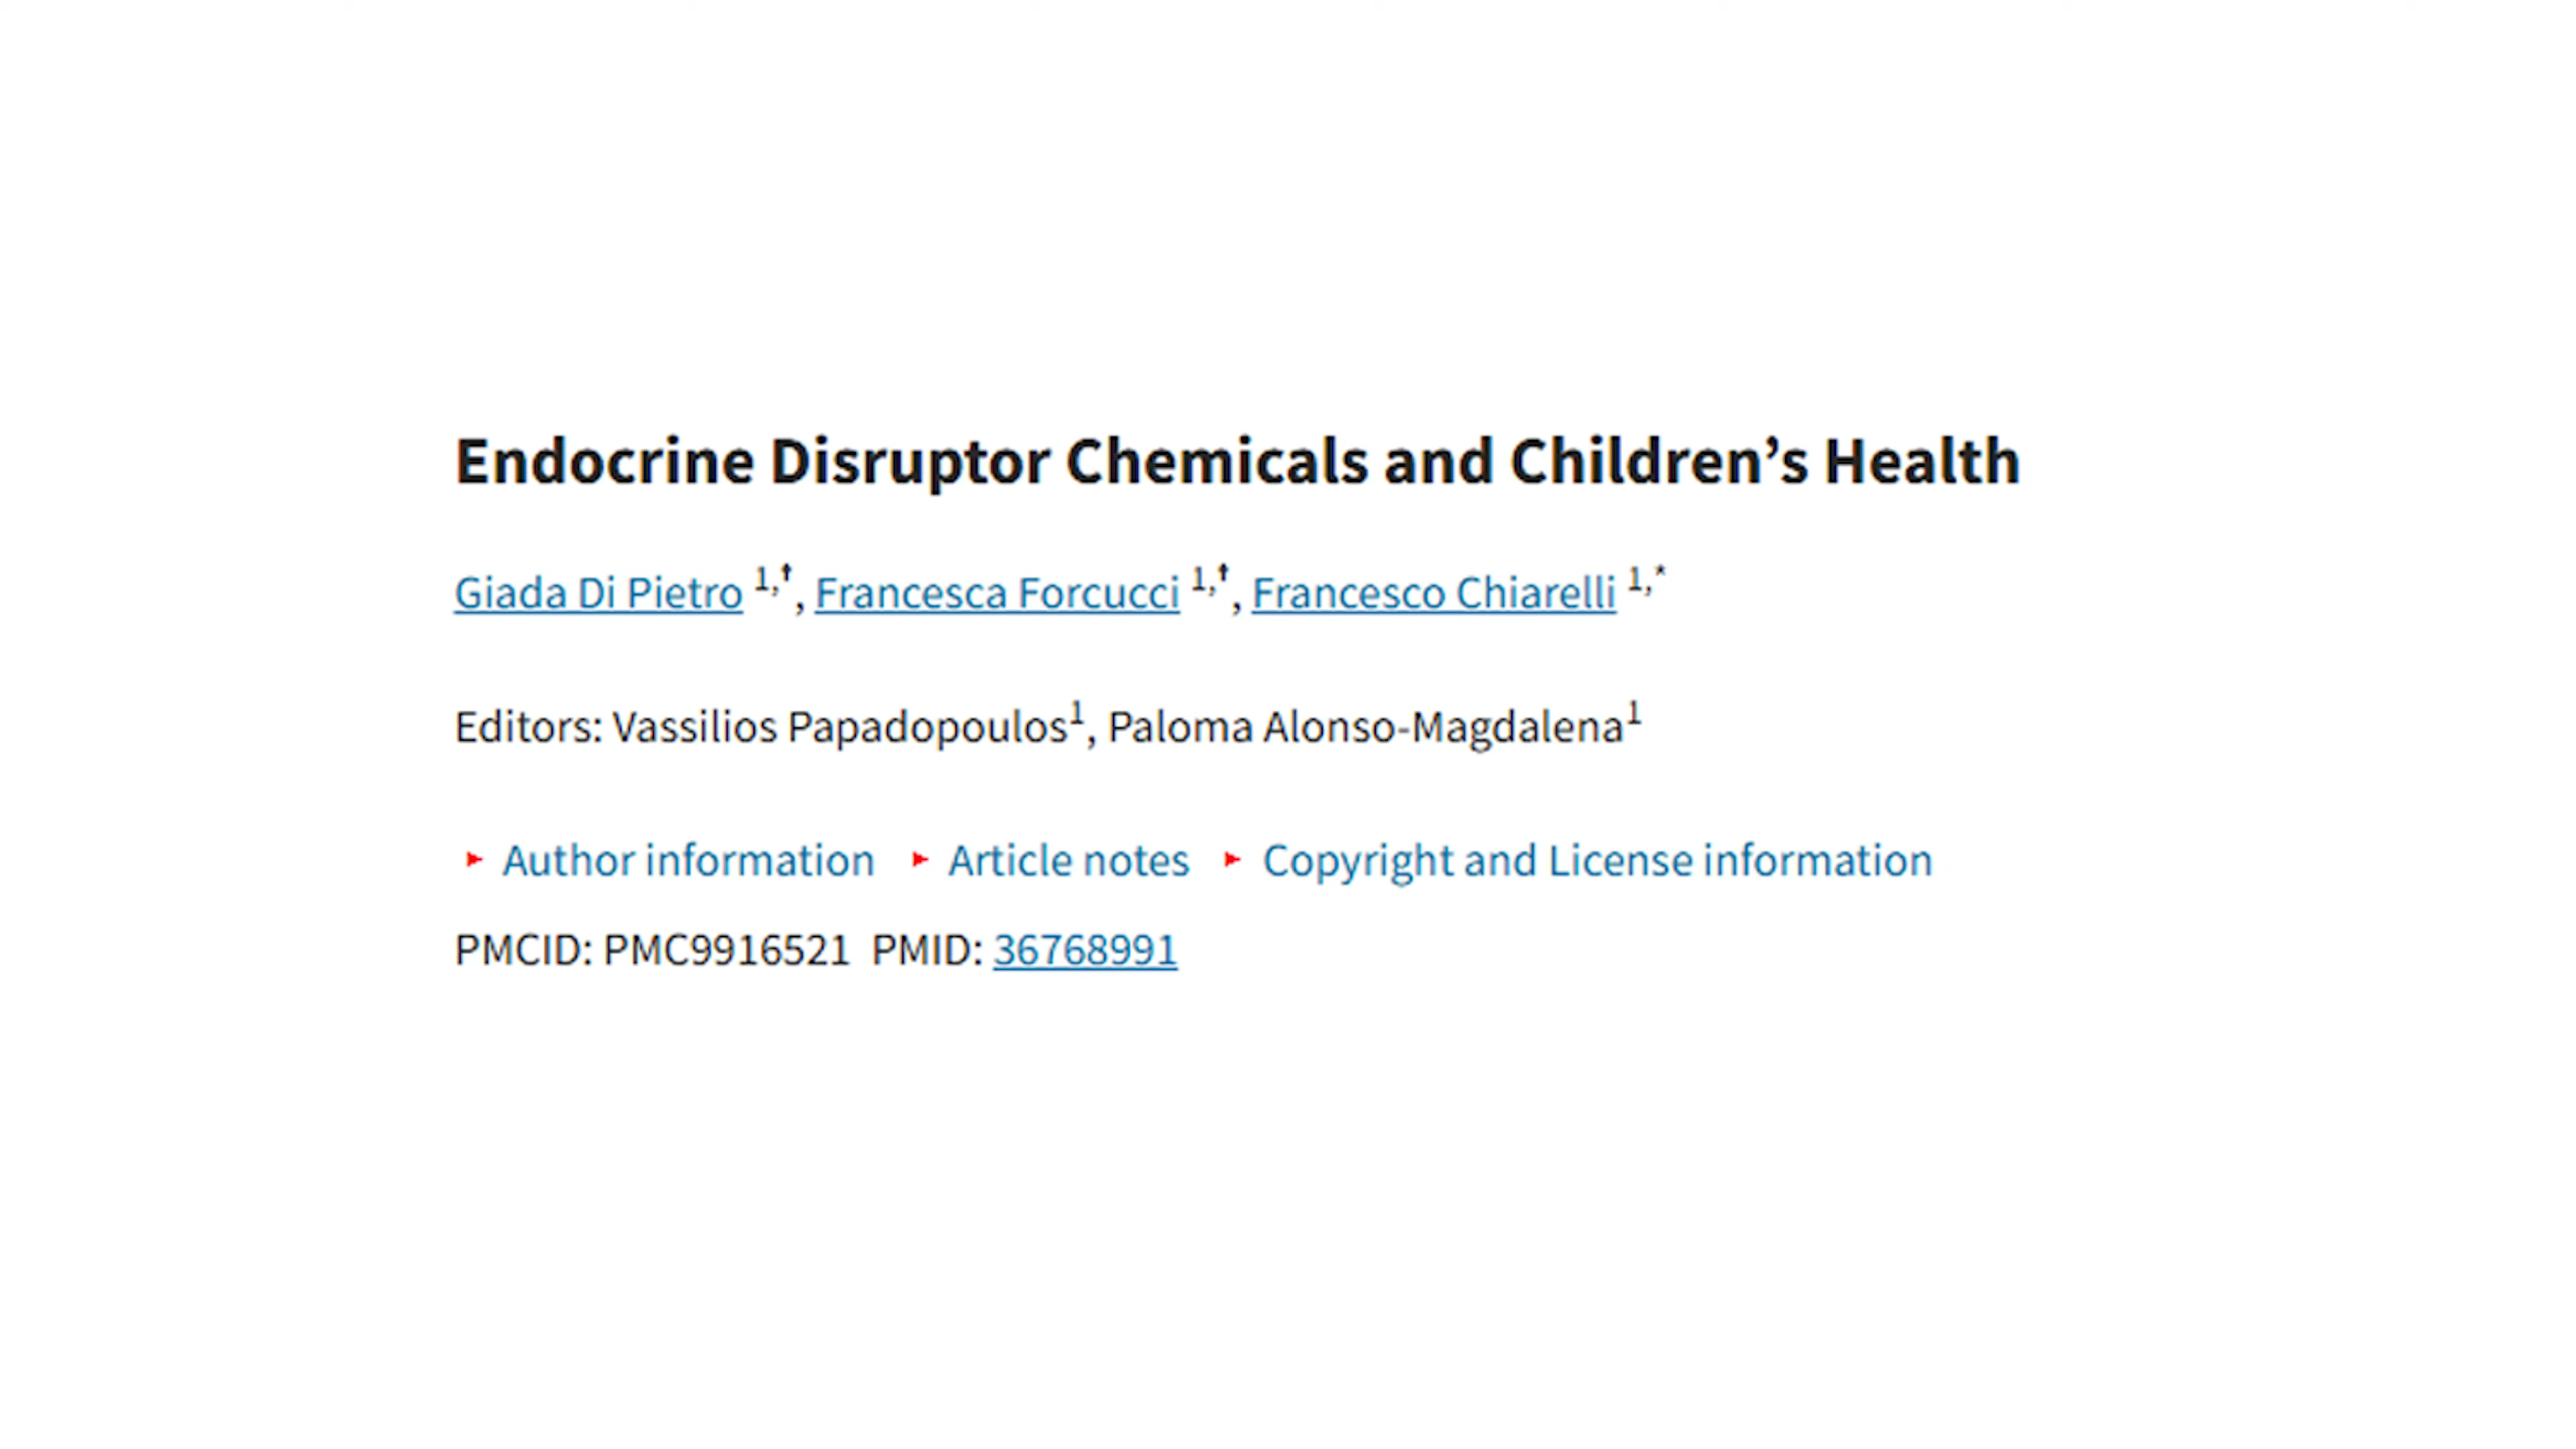 Endocrine Disruptor Chemicals and Children’s Health
Giada Di Pietro 1,†, Francesca Forcucci 1,†, Francesco Chiarelli 1,*
Editors: Vassilios Papadopoulos1, Paloma Alonso-Magdalena1
► Author information ► Article notes ► Copyright and License information
PMCID: PMC9916521 PMID: 36768991